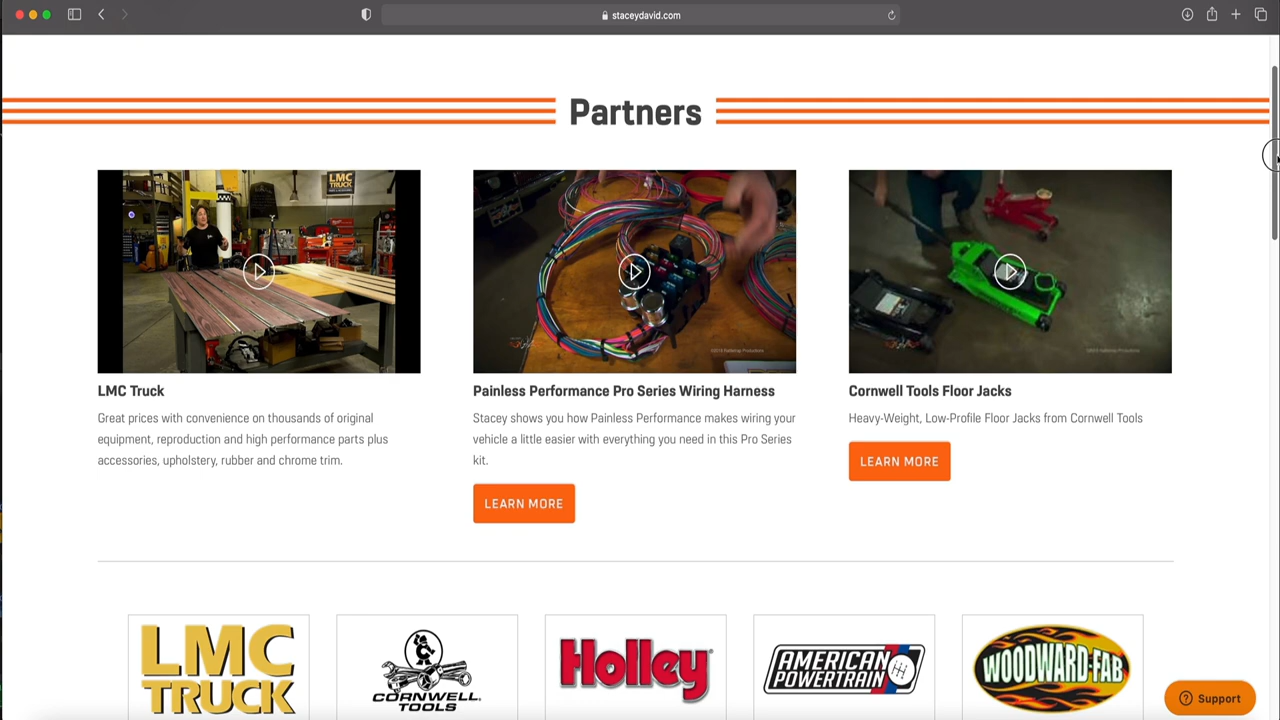 staceydavid.com
Partners
LMC
TRUCK
LMC Truck
Great prices with convenience on thousands of original
equipment, reproduction and high performance parts plus
accessories, upholstery, rubber and chrome trim.
Painless Performance Pro Series Wiring Harness
Stacey shows you how Painless Performance makes wiring your
vehicle a little easier with everything you need in this Pro Series
kit.
LEARN MORE
Cornwell Tools Floor Jacks
Heavy-Weight, Low-Profile Floor Jacks from Cornwell Tools
LEARN MORE
LMC
TRUCK
CORNWELL
TOOLS
Holley
AMERICAN
POWERTRAIN
WOODWARD-FAB
Support